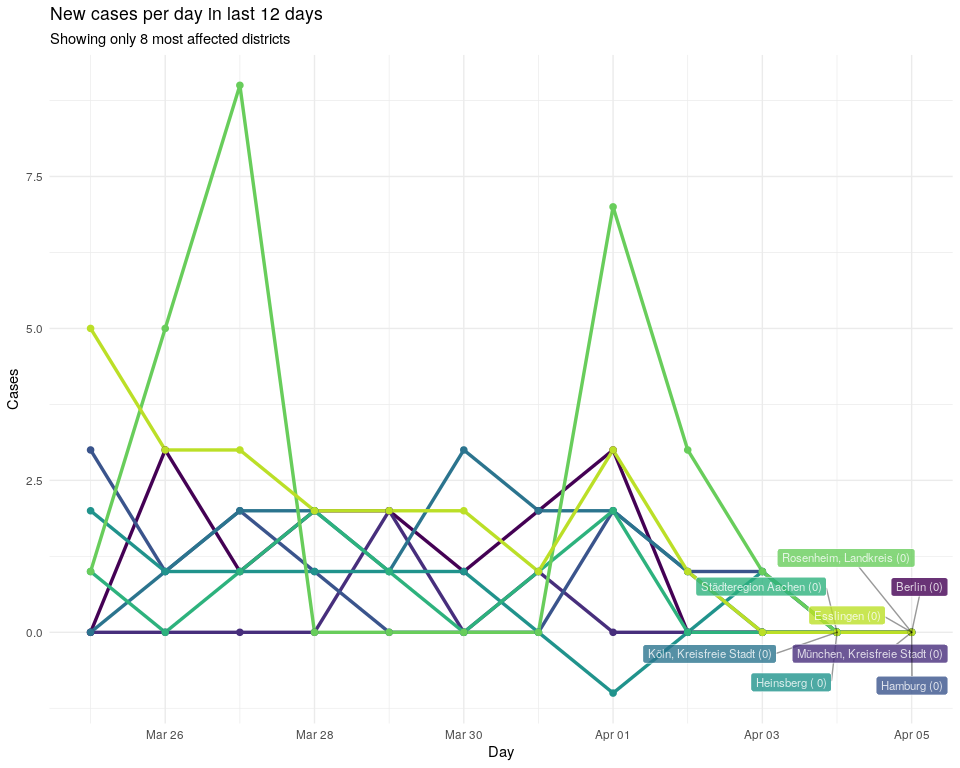 New cases per day in last 12 days
Showing only 8 most affected districts
Cases
7.5
5.0
2.5
0.0
Rosenheim, Landkreis (0)
Städteregion Aachen (0)
Berlin (0)
Esslingen (0)
Köln, Kreisfreie Stadt (0)
München, Kreisfreie Stadt (0)
Heinsberg ( 0)
Hamburg (0)
Mar 26
Mar 28
Mar 30
Apr 01
Apr 03
Apr 05
Day